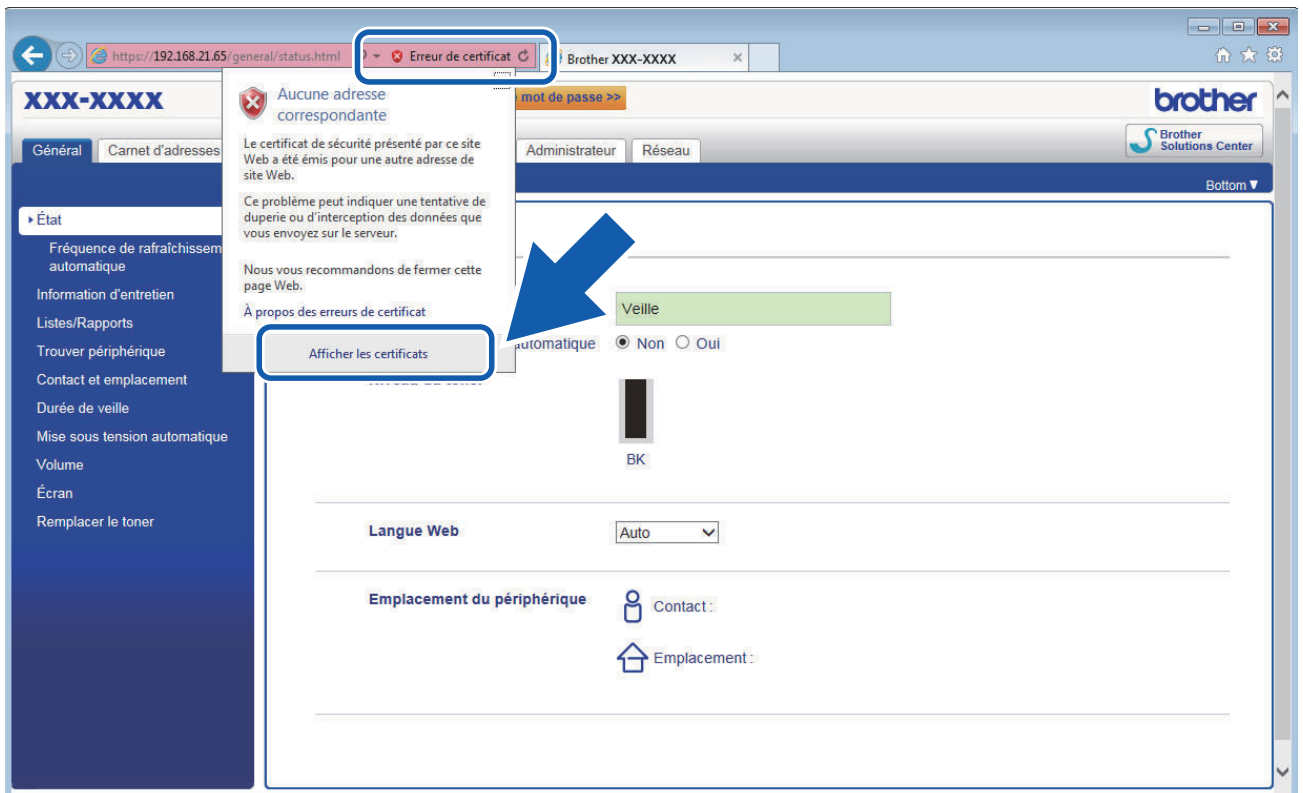 https://192.168.21.65/general/status.html
Erreur de certificat
Brother XXX-XXXX
XXX-XXXX
mot de passe >>
brother
Brother
Solutions Center
Général
Carnet d'adresses
Administrateur
Réseau
Bottom
Aucune adresse
correspondante
Le certificat de sécurité présenté par ce site
Web a été émis pour une autre adresse de
site Web.
Ce problème peut indiquer une tentative de
duperie ou d'interception des données que
vous envoyez sur le serveur.
Nous vous recommandons de fermer cette
page Web.
À propos des erreurs de certificat
Afficher les certificats
État
Fréquence de rafraîchissem
automatique
Information d'entretien
Listes/Rapports
Trouver périphérique
Contact et emplacement
Durée de veille
Mise sous tension automatique
Volume
Écran
Remplacer le toner
Veille
automatique
Non
Oui
BK
Langue Web
Auto
Emplacement du périphérique
Contact :
Emplacement :